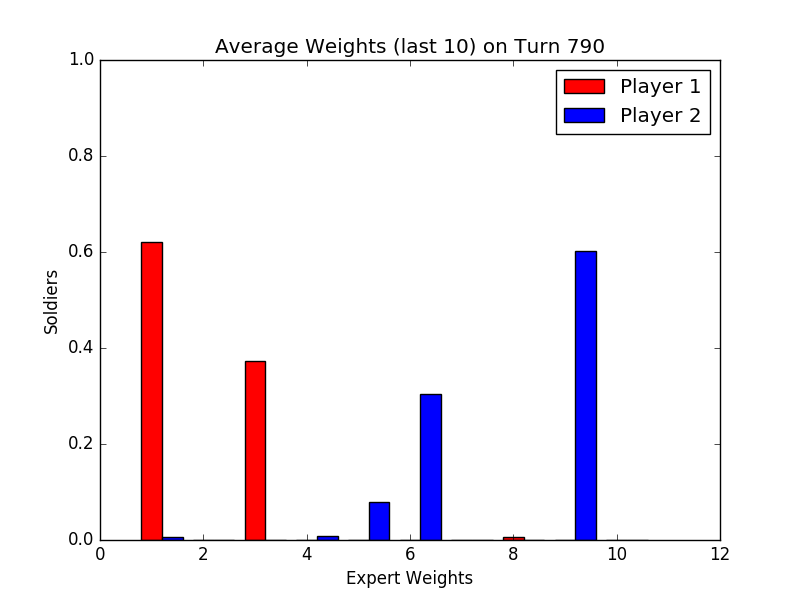 Average Weights (last 10) on Turn 790
1.0
0.8
0.6
0.4
0.2
0.0
Soldiers
Player 1
Player 2
0 2 4 6 8 10 12
Expert Weights